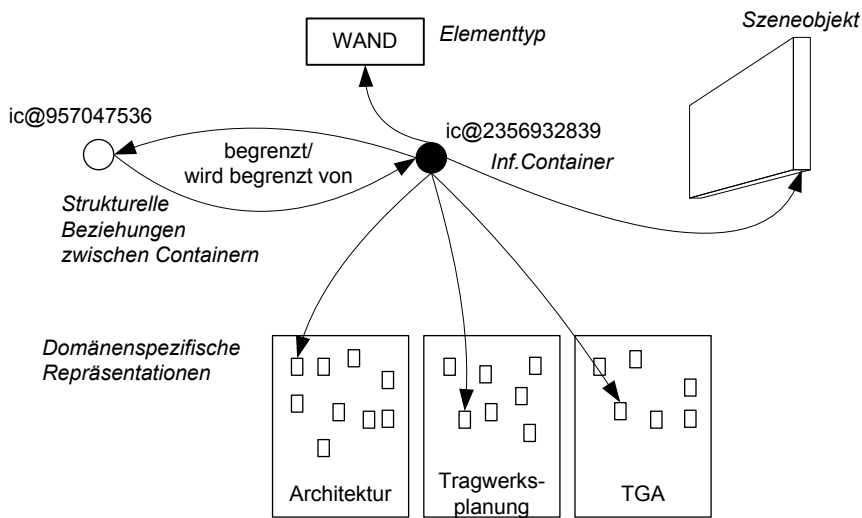 Szeneobjekt
Elementtyp
WAND
ic@957047536
ic@2356932839
begrenzt/
wird begrenzt von
Inf.Container
Strukturelle
Beziehungen
zwischen Containern
Domänenspezifische
Repräsentationen
Architektur
Tragwerks-
planung
TGA